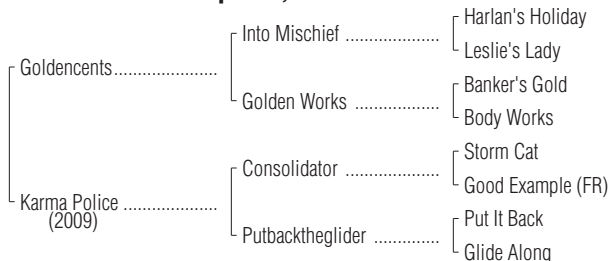 Harlan's Holiday
Into Mischief ..................
Leslie's Lady
Goldencents.....................
Banker's Gold
Golden Works ................
Body Works
Storm Cat
Consolidator ...................
Good Example (FR)
Karma Police ...................
(2009)
Put It Back
Putbacktheglider .............
Glide Along